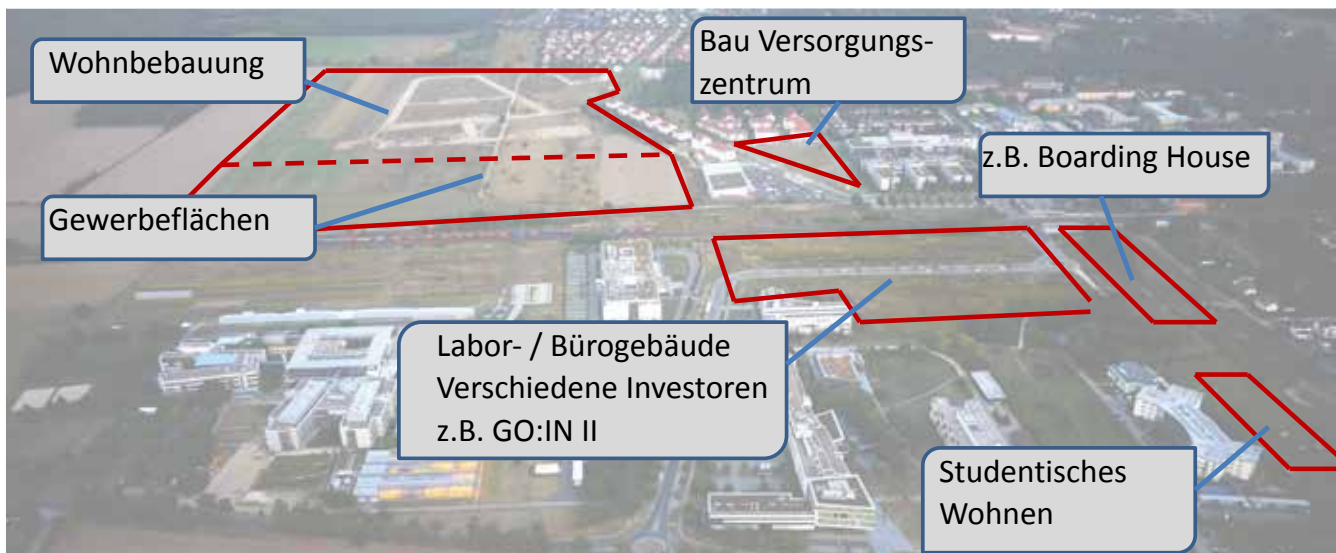 Wohnbebauung
Bau Versorgungs-
zentrum
z.B. Boarding House
Gewerbeflächen
Labor- / Bürogebäude
Verschiedene Investoren
z.B. GO:IN II
Studentisches
Wohnen